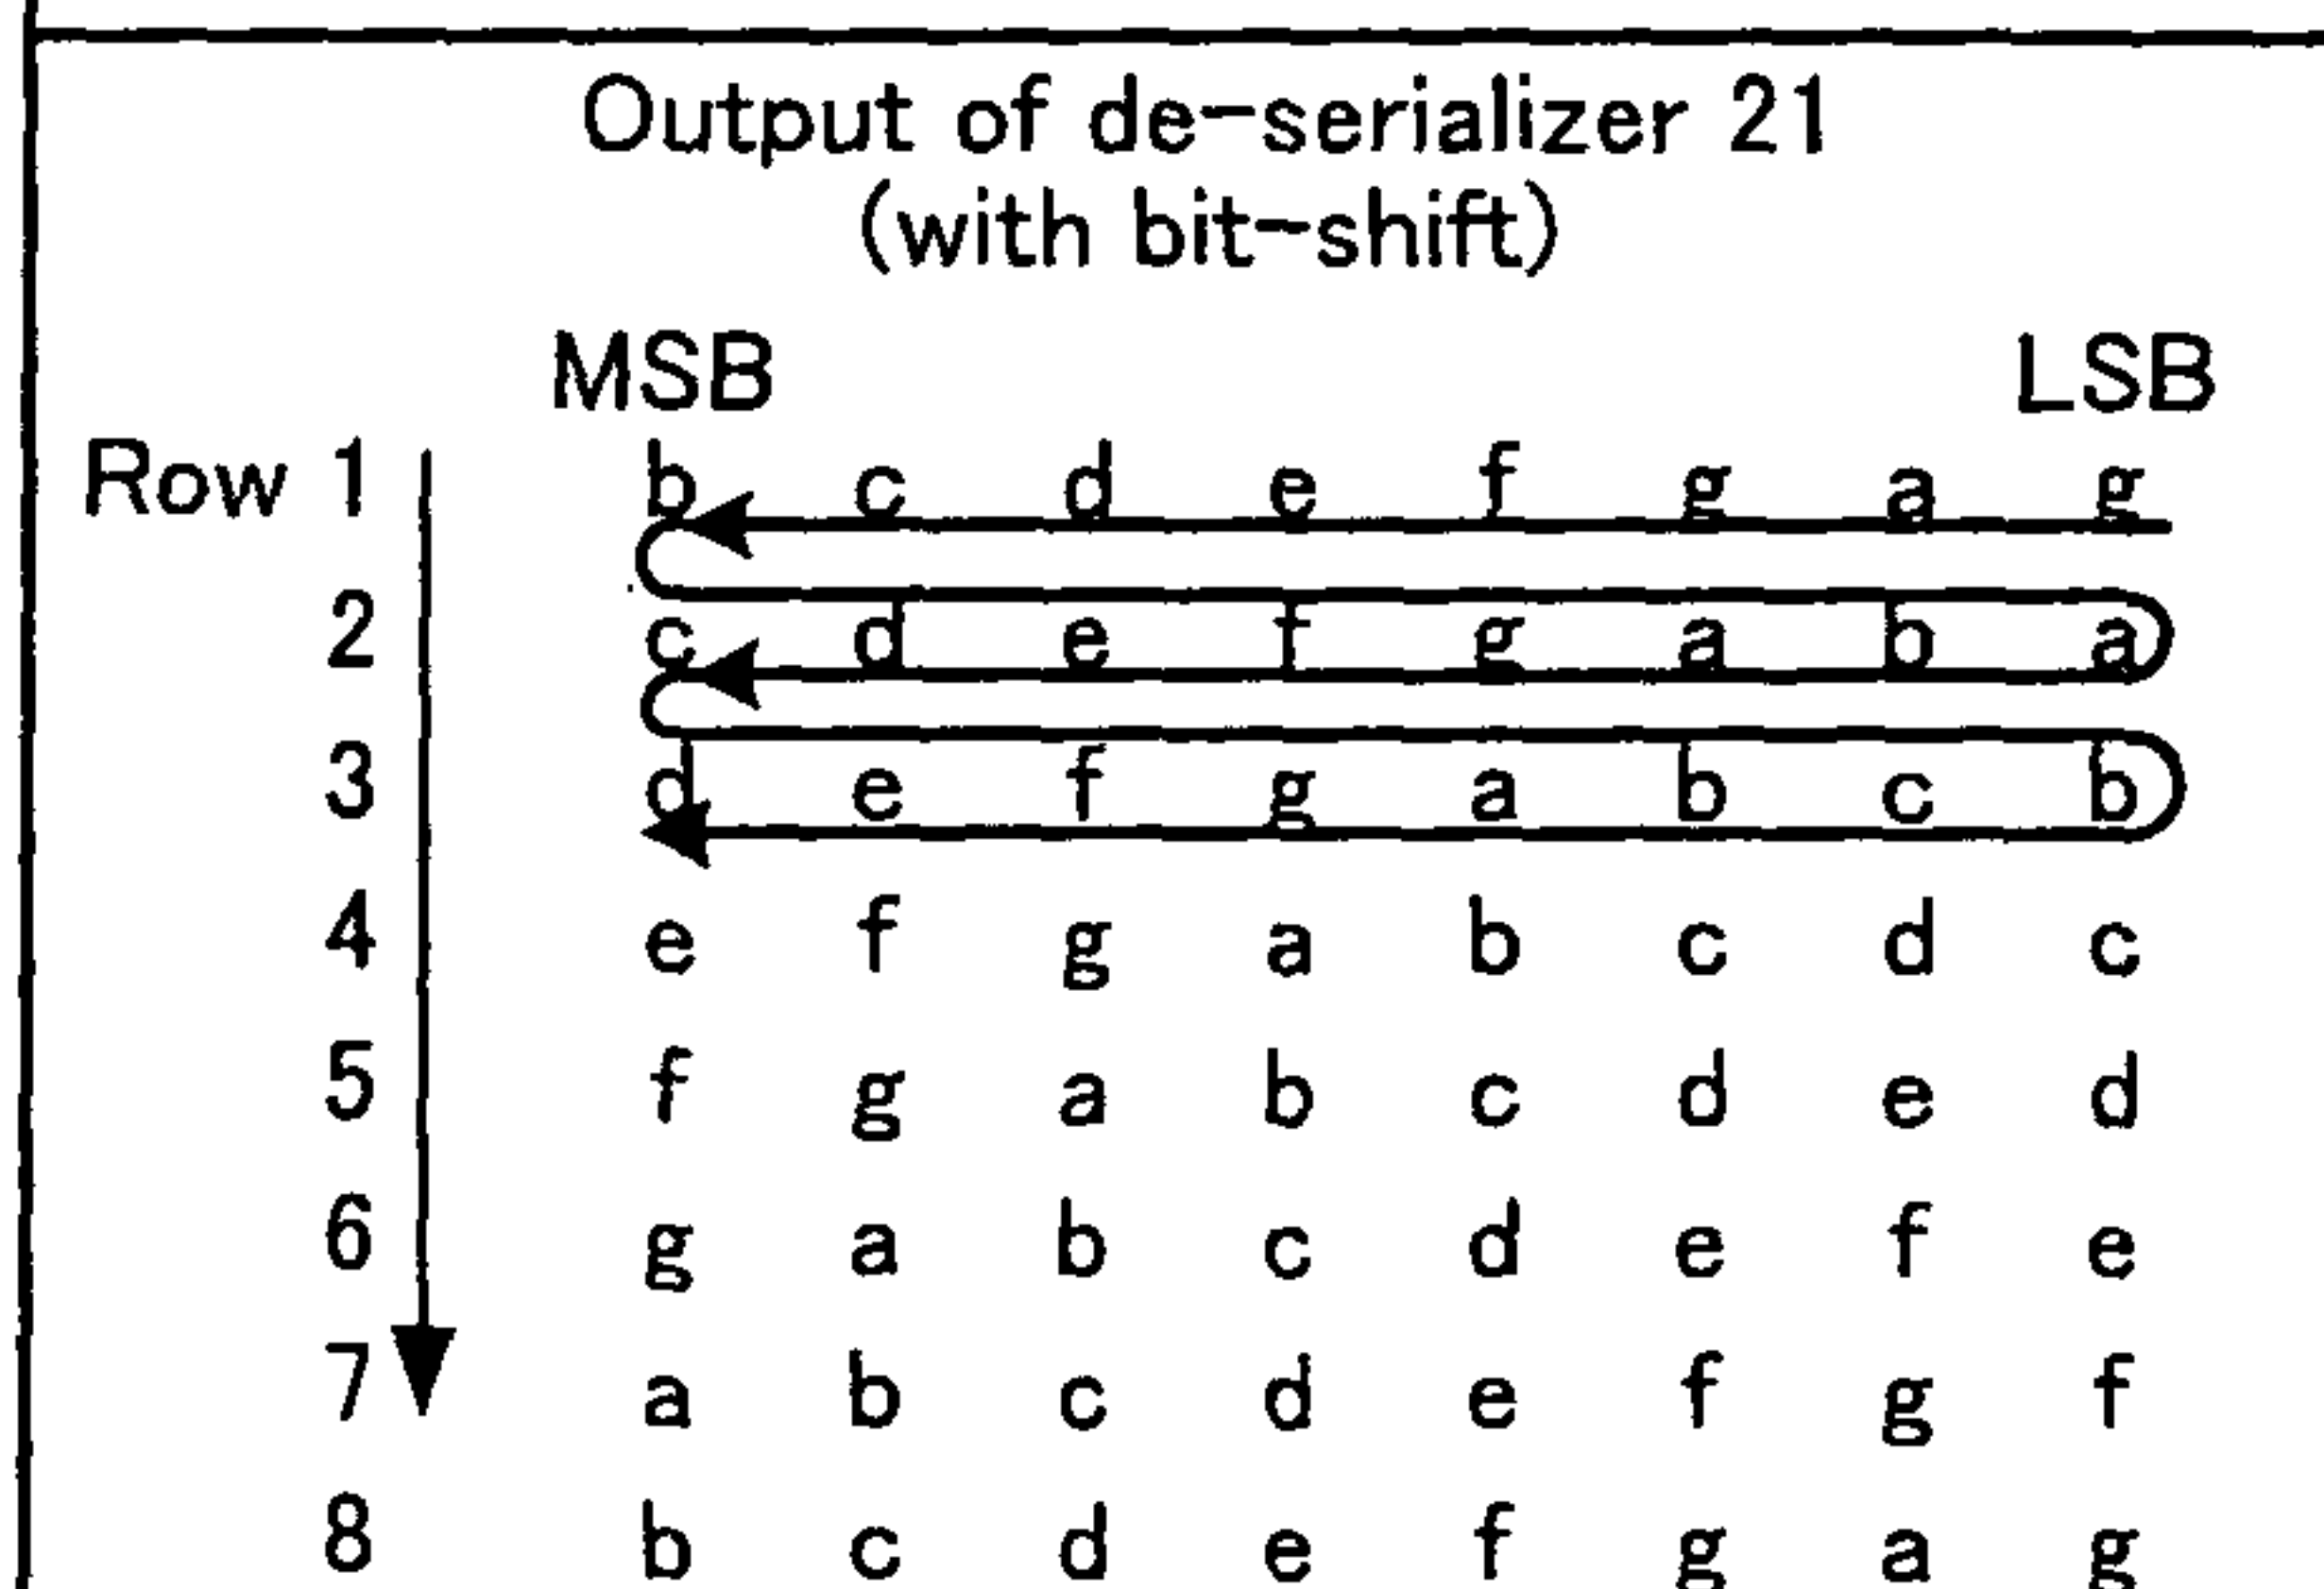 Output of de-serializer 21
(with bit-shift)
MSB LSB
Row 1 b c d e f g a g
2 c d e f g a b a
3 d e f g a b c b
4 e f g a b c d c
5 f g a b c d e d
6 g a b c d e f e
7 a b c d e f g f
8 b c d e f g a g